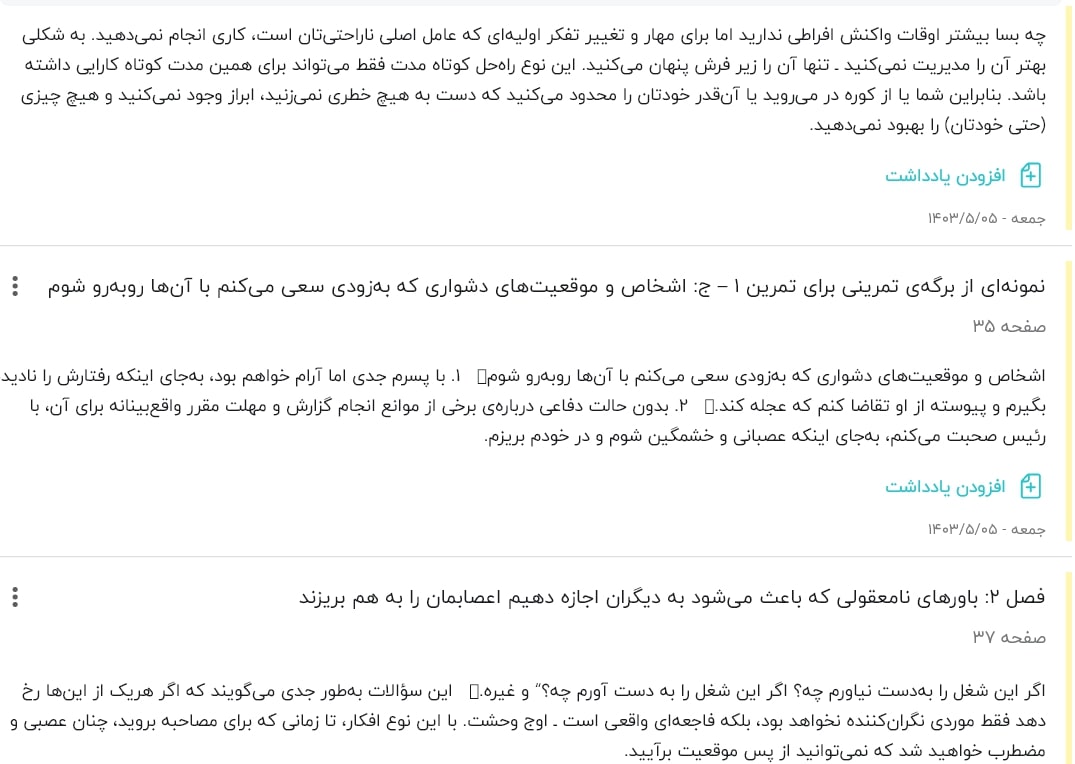 چه بسا بیشتر اوقات واکنش افراطی ندارید اما برای مهار و تغییر تفکر اولیه‌ای که عامل اصلی ناراحتی‌تان است، کاری انجام نمی‌دهید. به شکلی
بهتر آن را مدیریت نمی‌کنید ـ تنها آن را زیر فرش پنهان می‌کنید. این نوع راه‌حل کوتاه مدت فقط می‌تواند برای همین مدت کوتاه کارایی داشته
باشد. بنابراین شما یا از کوره در می‌روید یا آن‌قدر خودتان را محدود می‌کنید که دست به هیچ خطری نمی‌زنید، ابراز وجود نمی‌کنید و هیچ چیزی
(حتی خودتان) را بهبود نمی‌دهید.
افزودن یادداشت
جمعه - ۱۴۰۳/۵/۰۵
نمونه‌ای از برگه‌ی تمرینی برای تمرین ۱ – ج: اشخاص و موقعیت‌های دشواری که به‌زودی سعی می‌کنم با آن‌ها روبه‌رو شوم
صفحه ۳۵
اشخاص و موقعیت‌های دشواری که به‌زودی سعی می‌کنم با آن‌ها روبه‌رو شوم ۱. با پسرم جدی اما آرام خواهم بود، به‌جای اینکه رفتارش را نادید
بگیرم و پیوسته از او تقاضا کنم که عجله کند. ۲. بدون حالت دفاعی درباره‌ی برخی از موانع انجام گزارش و مهلت مقرر واقع‌بینانه برای آن، با
رئیس صحبت می‌کنم، به‌جای اینکه عصبانی و خشمگین شوم و در خودم بریزم.
افزودن یادداشت
جمعه - ۱۴۰۳/۵/۰۵
فصل ۲: باورهای نامعقولی که باعث می‌شود به دیگران اجازه دهیم اعصابمان را به هم بریزند
صفحه ۳۷
اگر این شغل را به‌دست نیاورم چه؟ اگر این شغل را به دست آورم چه؟“ و غیره. این سؤالات به‌طور جدی می‌گویند که اگر هریک از این‌ها رخ
دهد فقط موردی نگران‌کننده نخواهد بود، بلکه فاجعه‌ای واقعی است ـ اوج وحشت. با این نوع افکار، تا زمانی که برای مصاحبه بروید، چنان عصبی و
مضطرب خواهید شد که نمی‌توانید از پس موقعیت برآیید.